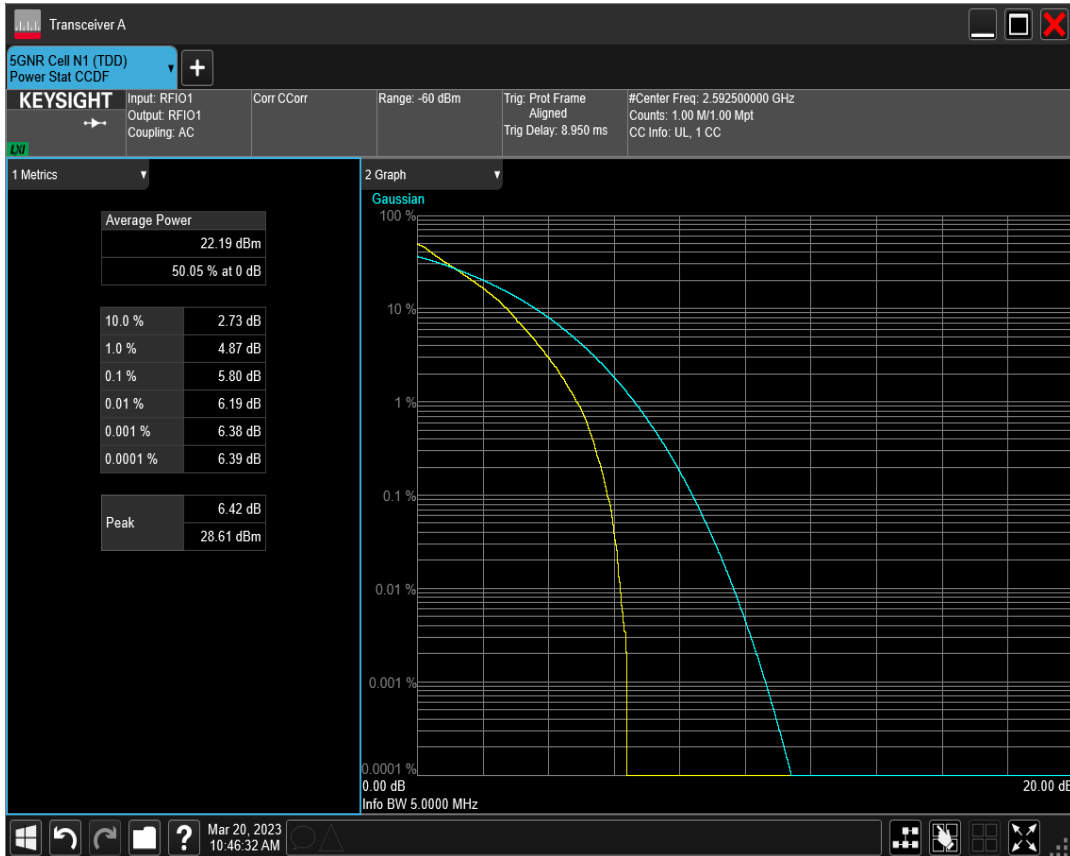 Transceiver A
5GNR Cell N1 (TDD)
Power Stat CCDF
+
KEYSIGHT
LXI
Input: RFIO1
Output: RFIO1
Coupling: AC
Corr CCorr
Range: -60 dBm
Trig: Prot Frame
Aligned
Trig Delay: 8.950 ms
#Center Freq: 2.592500000 GHz
Counts: 1.00 M/1.00 Mpt
CC Info: UL, 1 CC
1 Metrics
Average Power
22.19 dBm
50.05 % at 0 dB
10.0 % 2.73 dB
1.0 % 4.87 dB
0.1 % 5.80 dB
0.01 % 6.19 dB
0.001 % 6.38 dB
0.0001 % 6.39 dB
Peak 6.42 dB
28.61 dBm
2 Graph
Gaussian
100 %
10 %
1 %
0.1 %
0.01 %
0.001 %
0.0001 %
0.00 dB 20.00 dB
Info BW 5.0000 MHz
?
Mar 20, 2023
10:46:32 AM